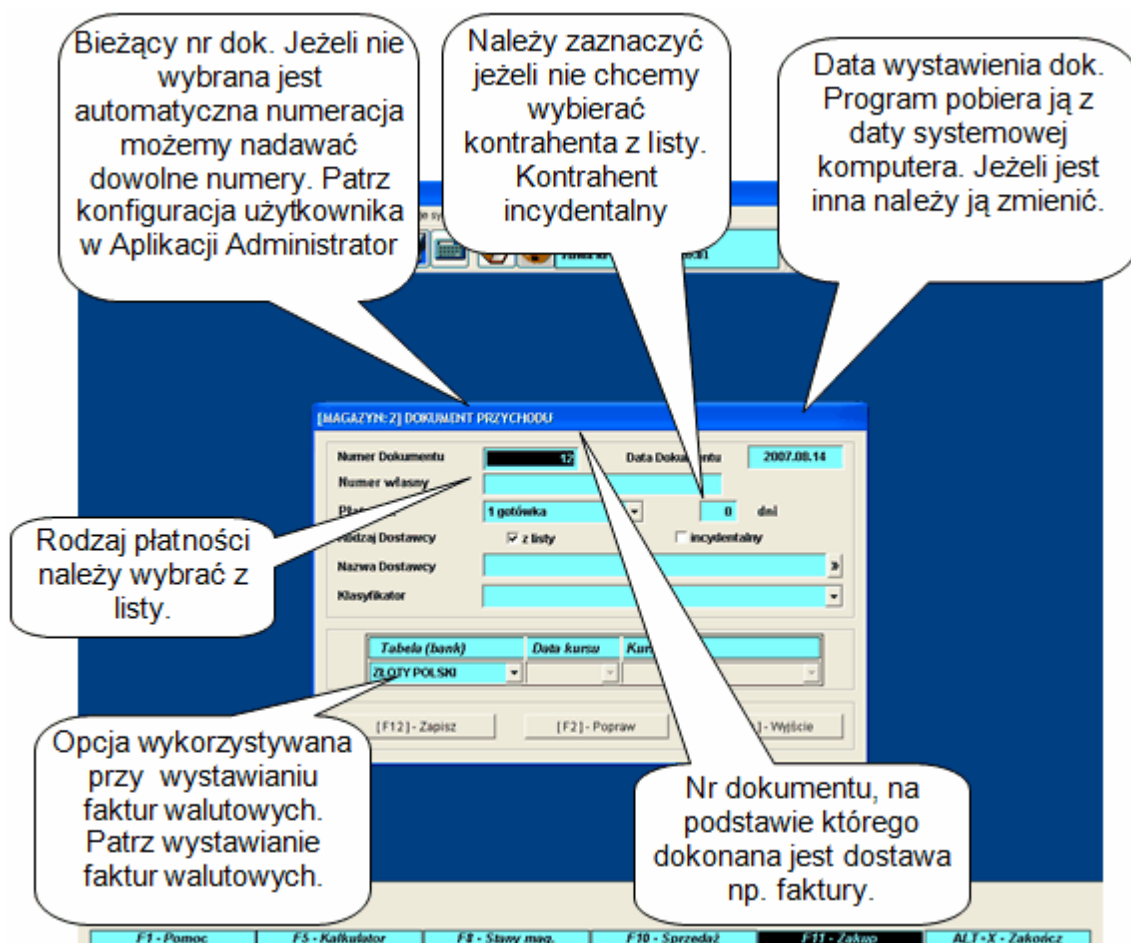 Bieżący nr dok. Jeżeli nie
wybrana jest
automatyczna numeracja
możemy nadawać
dowolne numery. Patrz
konfiguracja użytkownika
w Aplikacji Administrator
Należy zaznaczyć
jeżeli nie chcemy
wybierać
kontrahenta z listy.
Kontrahent
incydentalny
Data wystawienia dok.
Program pobiera ją z
daty systemowej
komputera. Jeżeli jest
inna należy ją zmienić.
[MAGAZYN: 2] DOKUMENT PRZYCHODU
Numer Dokumentu 12 Data Dokumentu 2007.08.14
Numer własny
1 gotówka 0 dni
Rodzaj Dostawcy z listy incydentalny
Nazwa Dostawcy
Klasyfikator
Rodzaj płatności
należy wybrać z
listy.
Tabela (bank) Data kursu
ZŁOTY POLSKI
[F12] - Zapisz [F2] - Popraw - Wyjście
Opcja wykorzystywana
przy wystawianiu
faktur walutowych.
Patrz wystawianie
faktur walutowych.
Nr dokumentu, na
podstawie którego
dokonana jest dostawa
np. faktury.
F1 - Pomoc F5 - Kalkulator F8 - Stany mag. F10 - Sprzedaż F11 - Zakup ALT+X - Zakończ